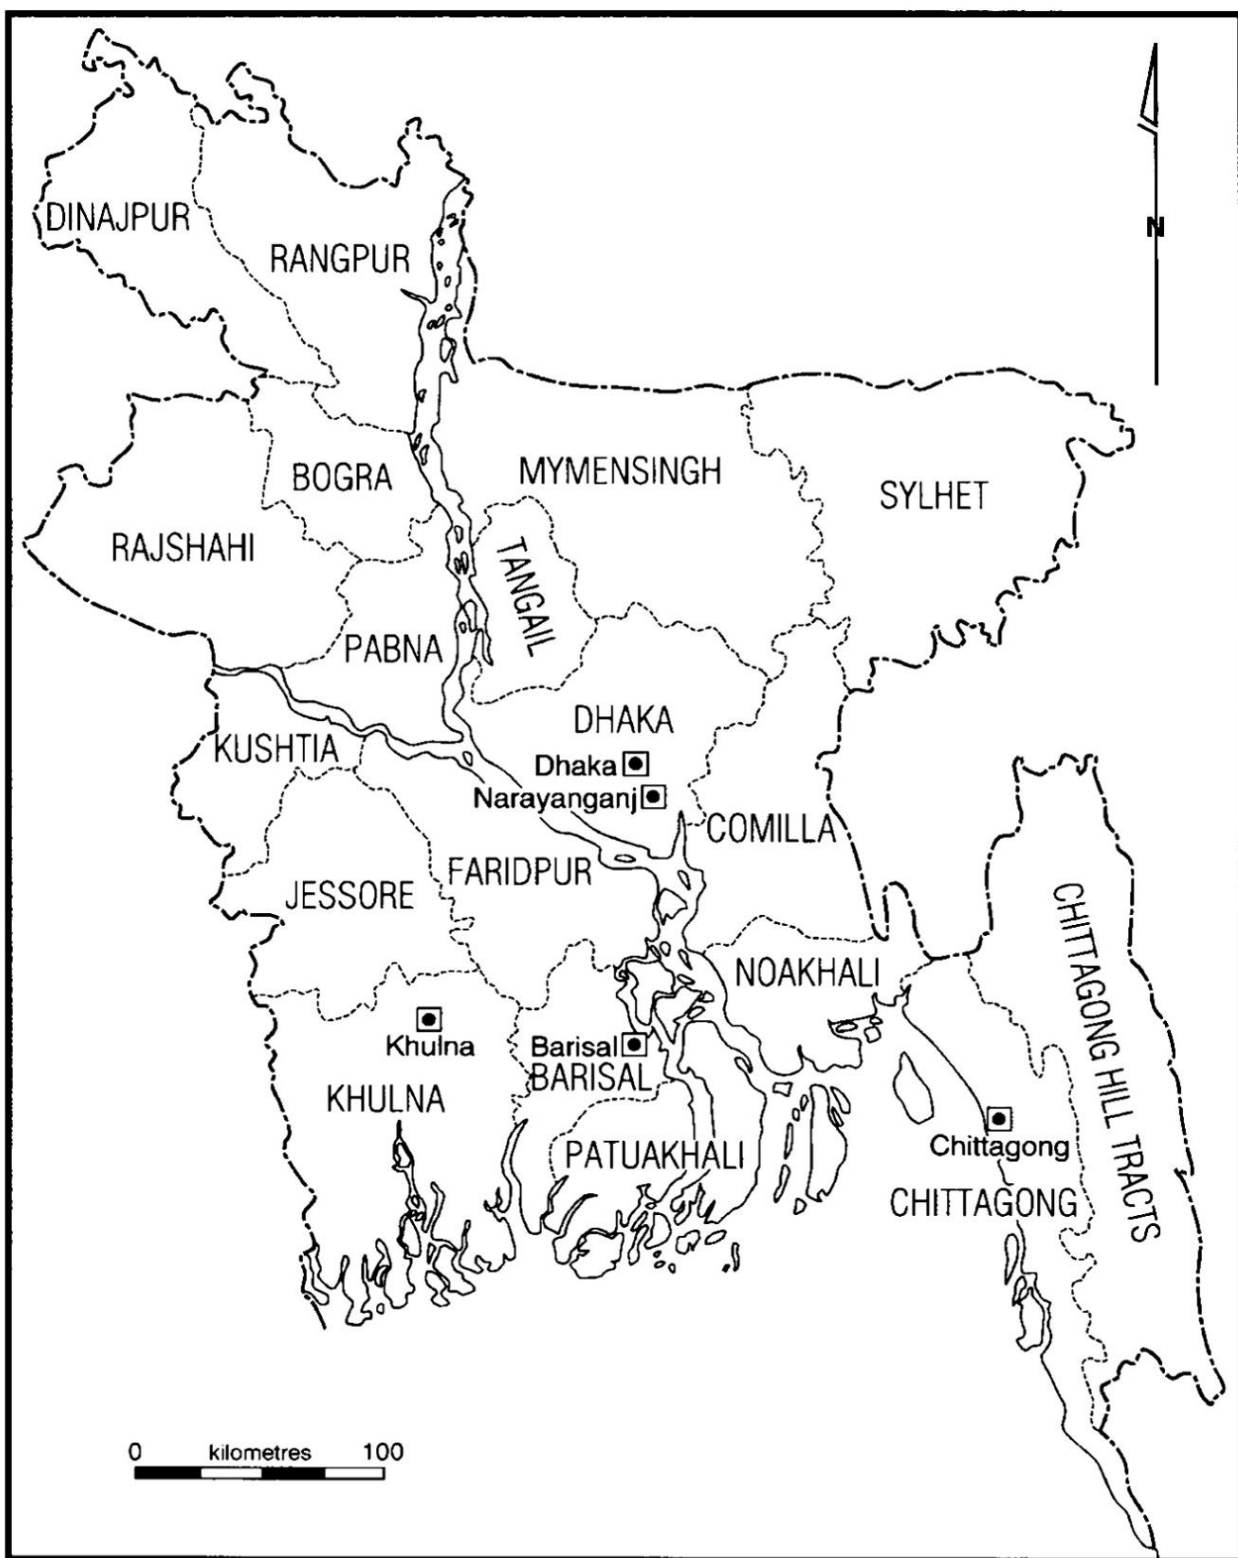 DINAJPUR
RANGPUR
N
BOGRA
MYMENSINGH
SYLHET
RAJSHAHI
TANGAIL
PABNA
DHAKA
KUSHTIA
Dhaka
Narayanganj
COMILLA
FARIDPUR
JESSORE
CHITTAGONG HILL TRACTS
NOAKHALI
Khulna
Barisal
BARISAL
KHULNA
PATUAKHALI
Chittagong
CHITTAGONG
0 kilometres 100